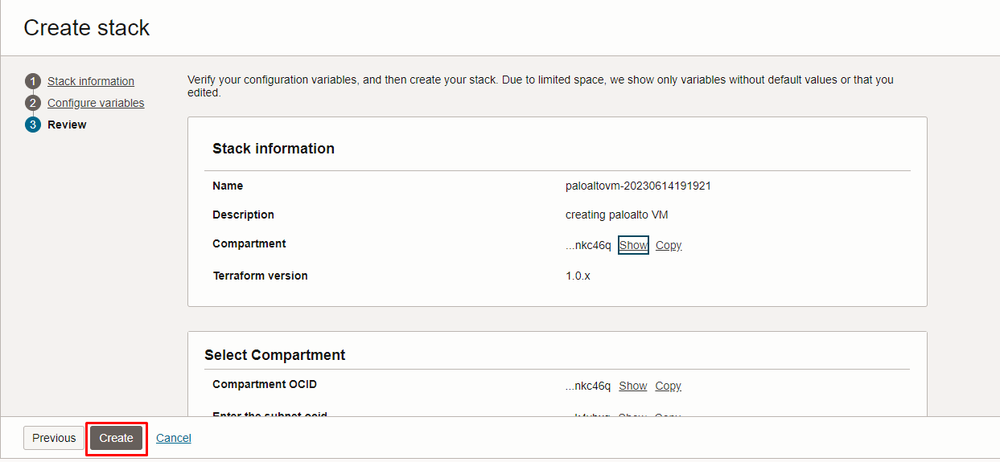 Create stack
1 Stack information
2 Configure variables
3 Review
Verify your configuration variables, and then create your stack. Due to limited space, we show only variables without default values or that you
edited.
Stack information
Name paloaltovm-20230614191921
Description creating paloalto VM
Compartment ...nkc46q Show Copy
Terraform version 1.0.x
Select Compartment
Compartment OCID ...nkc46q Show Copy
Enter the subnet ocid Show Copy
Previous Create Cancel